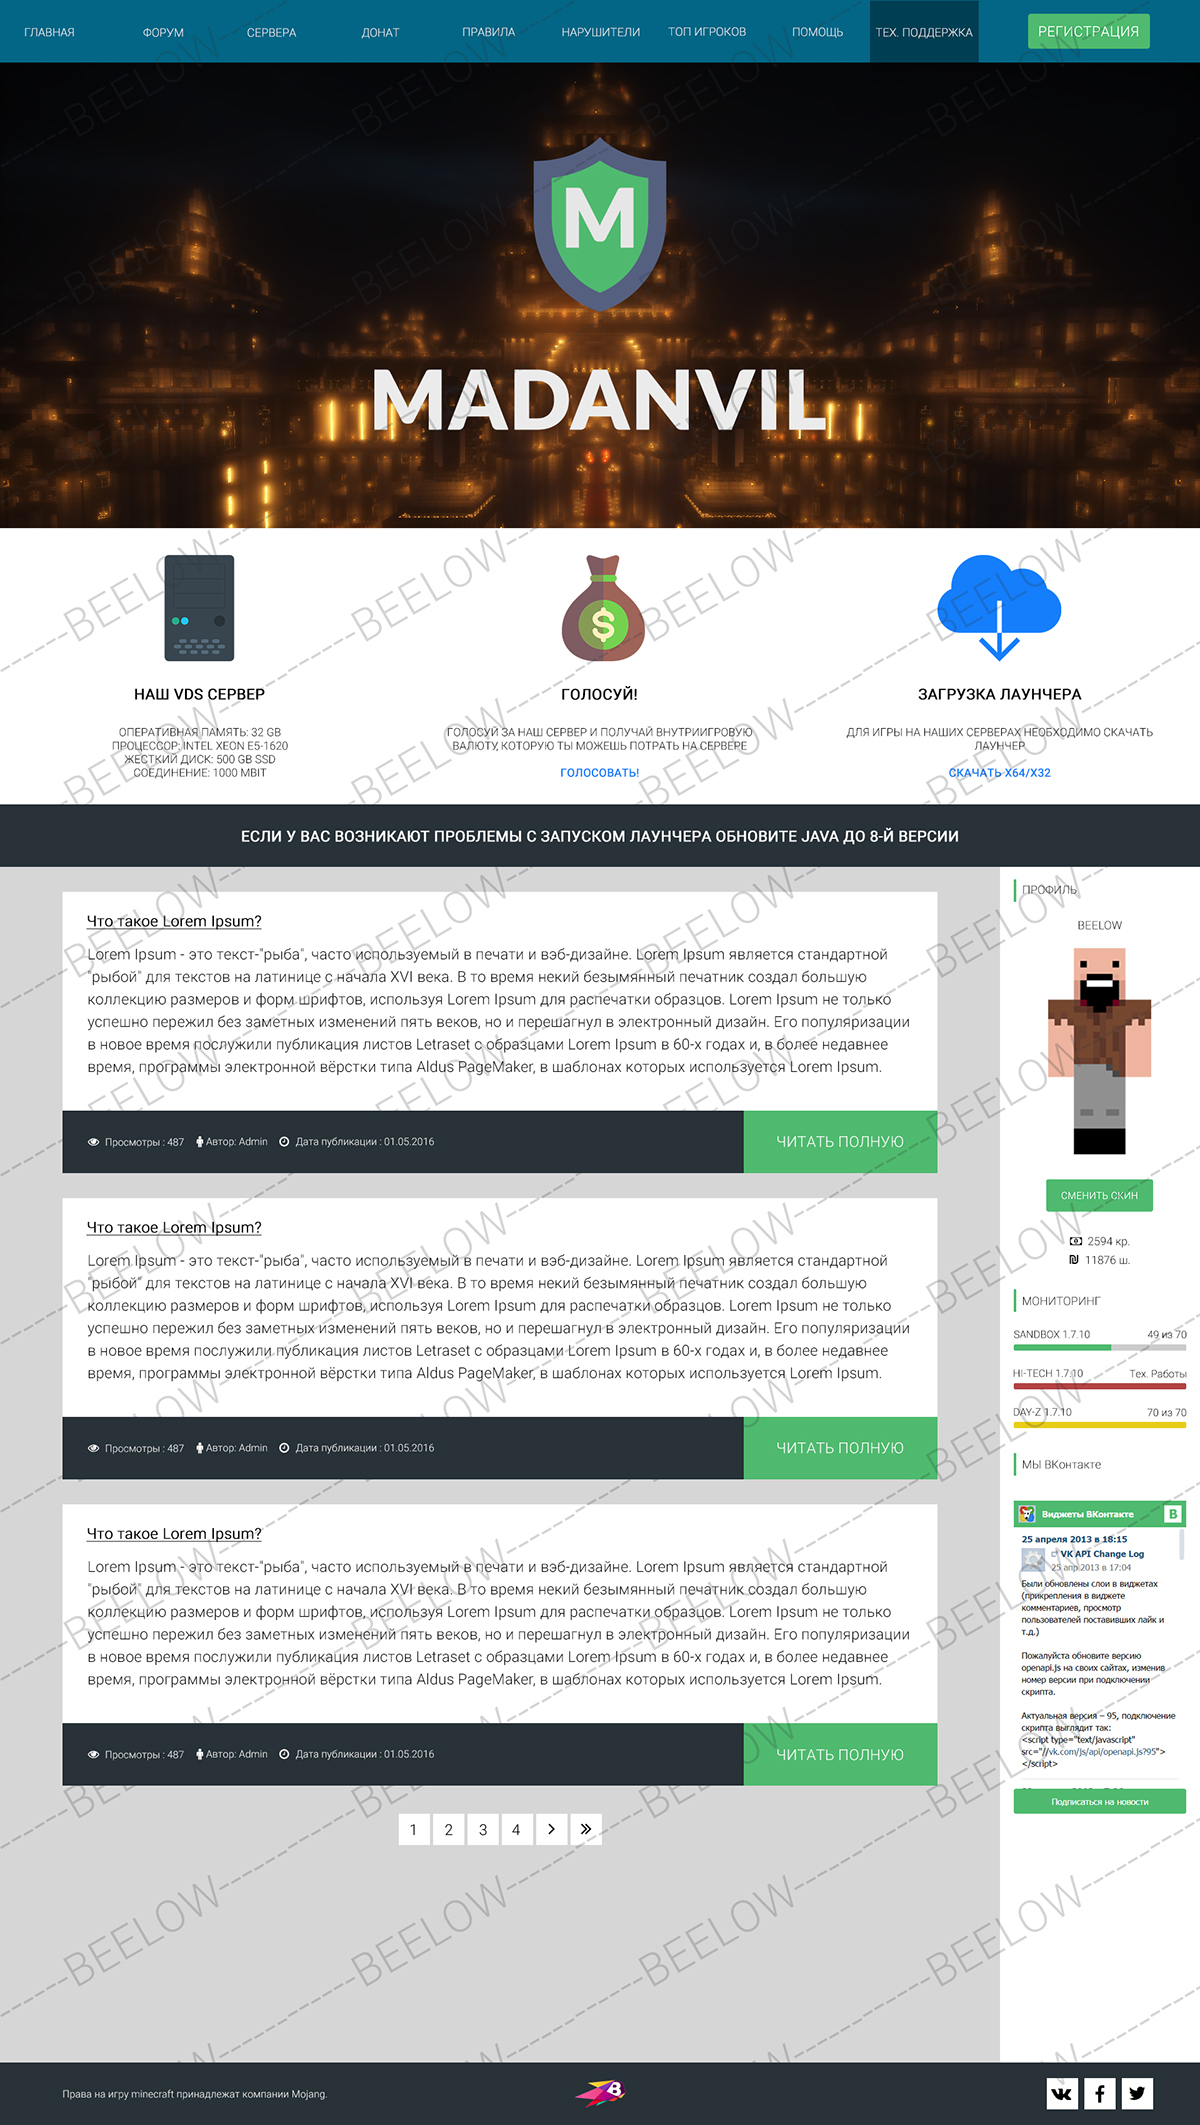 ГЛАВНАЯ ФОРУМ СЕРВЕРА ДОНАТ ПРАВИЛА НАРУШИТЕЛИ ТОП ИГРОКОВ ПОМОЩЬ ТЕХ. ПОДДЕРЖКА РЕГИСТРАЦИЯ
M
MADANVIL
НАШ VDS СЕРВЕР
ОПЕРАТИВНАЯ ПАМЯТЬ: 32 GB
ПРОЦЕССОР: INTEL XEON E5-1620
ЖЕСТКИЙ ДИСК: 500 GB SSD
СОЕДИНЕНИЕ: 1000 MBIT
$
ГОЛОСУЙ!
ГОЛОСУЙ ЗА НАШ СЕРВЕР И ПОЛУЧАЙ ВНУТРИИГРОВУЮ
ВАЛЮТУ, КОТОРУЮ ТЫ МОЖЕШЬ ПОТРАТЬ НА СЕРВЕРЕ
ГОЛОСОВАТЬ!
ЗАГРУЗКА ЛАУНЧЕРА
ДЛЯ ИГРЫ НА НАШИХ СЕРВЕРАХ НЕОБХОДИМО СКАЧАТЬ
ЛАУНЧЕР
СКАЧАТЬ X64/X32
ЕСЛИ У ВАС ВОЗНИКАЮТ ПРОБЛЕМЫ С ЗАПУСКОМ ЛАУНЧЕРА ОБНОВИТЕ JAVA ДО 8-Й ВЕРСИИ
Что такое Lorem Ipsum?
Lorem Ipsum - это текст-"рыба", часто используемый в печати и вэб-дизайне. Lorem Ipsum является стандартной
"рыбой" для текстов на латинице с начала XVI века. В то время некий безымянный печатник создал большую
коллекцию размеров и форм шрифтов, используя Lorem Ipsum для распечатки образцов. Lorem Ipsum не только
успешно пережил без заметных изменений пять веков, но и перешагнул в электронный дизайн. Его популяризации
в новое время послужили публикация листов Letraset с образцами Lorem Ipsum в 60-х годах и, в более недавнее
время, программы электронной вёрстки типа Aldus PageMaker, в шаблонах которых используется Lorem Ipsum.
Просмотры : 487 Автор: Admin Дата публикации : 01.05.2016 ЧИТАТЬ ПОЛНУЮ
Что такое Lorem Ipsum?
Lorem Ipsum - это текст-"рыба", часто используемый в печати и вэб-дизайне. Lorem Ipsum является стандартной
"рыбой" для текстов на латинице с начала XVI века. В то время некий безымянный печатник создал большую
коллекцию размеров и форм шрифтов, используя Lorem Ipsum для распечатки образцов. Lorem Ipsum не только
успешно пережил без заметных изменений пять веков, но и перешагнул в электронный дизайн. Его популяризации
в новое время послужили публикация листов Letraset с образцами Lorem Ipsum в 60-х годах и, в более недавнее
время, программы электронной вёрстки типа Aldus PageMaker, в шаблонах которых используется Lorem Ipsum.
Просмотры : 487 Автор: Admin Дата публикации : 01.05.2016 ЧИТАТЬ ПОЛНУЮ
Что такое Lorem Ipsum?
Lorem Ipsum - это текст-"рыба", часто используемый в печати и вэб-дизайне. Lorem Ipsum является стандартной
"рыбой" для текстов на латинице с начала XVI века. В то время некий безымянный печатник создал большую
коллекцию размеров и форм шрифтов, используя Lorem Ipsum для распечатки образцов. Lorem Ipsum не только
успешно пережил без заметных изменений пять веков, но и перешагнул в электронный дизайн. Его популяризации
в новое время послужили публикация листов Letraset с образцами Lorem Ipsum в 60-х годах и, в более недавнее
время, программы электронной вёрстки типа Aldus PageMaker, в шаблонах которых используется Lorem Ipsum.
Просмотры : 487 Автор: Admin Дата публикации : 01.05.2016 ЧИТАТЬ ПОЛНУЮ
1 2 3 4 › »
ПРОФИЛЬ
BEELOW
СМЕНИТЬ СКИН
2594 кр.
11876 ш.
МОНИТОРИНГ
SANDBOX 1.7.10 49 из 70
HI-TECH 1.7.10 Тех. Работы
DAY-Z 1.7.10 70 из 70
МЫ ВКонтакте
Виджеты ВКонтакте B
25 апреля 2013 в 18:15
VK API Change Log
25 апр 2013 в 17:04
Были обновлены слои в виджетах
(прикрепления в виджете
комментариев, просмотр
пользователей поставивших лайк и
т.д.)
Пожалуйста обновите версию
openapi.js на своих сайтах, изменив
номер версии при подключении
скрипта.
Актуальная версия – 95, подключение
скрипта выглядит так:
<script type="text/javascript"
src="//vk.com/js/api/openapi.js?95">
</script>
Подписаться на новости
Права на игру minecraft принадлежат компании Mojang.
B
BEELOW